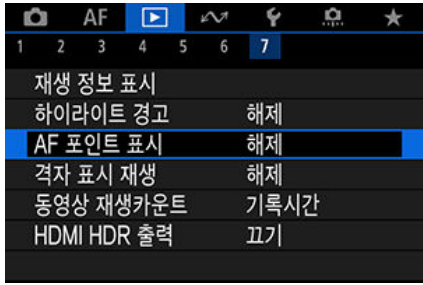 AF
1 2 3 4 5 6 7
재생 정보 표시
하이라이트 경고 해제
AF 포인트 표시 해제
격자 표시 재생 해제
동영상 재생카운트 기록시간
HDMI HDR 출력 끄기